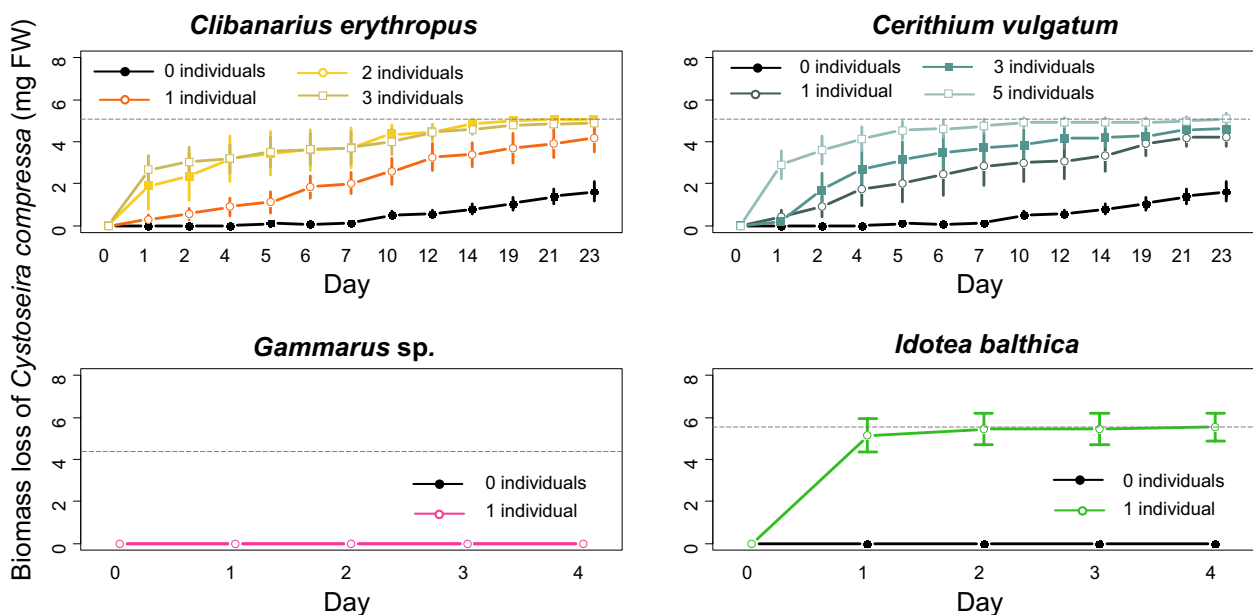 Biomass loss of Cystoseira compressa (mg FW)
Clibanarius erythropus
0 individuals
1 individual
2 individuals
3 individuals
0 2 4 6 8
0 1 2 4 5 6 7 10 12 14 19 21 23
Day
Cerithium vulgatum
0 individuals
1 individual
3 individuals
5 individuals
0 2 4 6 8
0 1 2 4 5 6 7 10 12 14 19 21 23
Day
Gammarus sp.
0 individuals
1 individual
0 2 4 6 8
0 1 2 3 4
Day
Idotea balthica
0 individuals
1 individual
0 2 4 6 8
0 1 2 3 4
Day